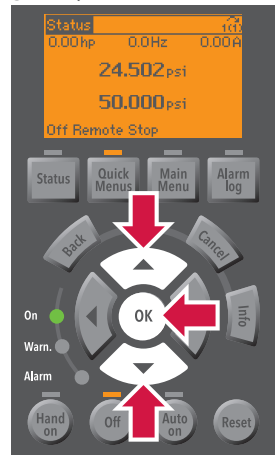 Status 1(1)
0.00hp 0.0Hz 0.00A
24.502psi
50.000psi
Off Remote Stop
Status Quick Menus Main Menu Alarm log
Back Cancel
OK Info
On
Warn.
Alarm
Hand on Off Auto on Reset